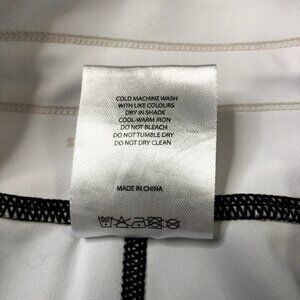 COLD MACHINE WASH
WITH LIKE COLOURS
DRY IN SHADE
COOL-WARM IRON
DO NOT BLEACH
DO NOT TUMBLE DRY
DO NOT DRY CLEAN
MADE IN CHINA